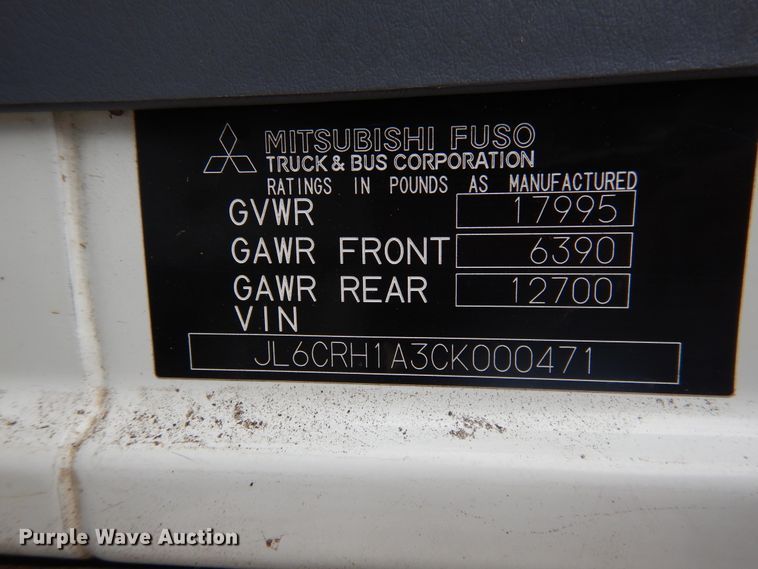 MITSUBISHI FUSO
TRUCK & BUS CORPORATION
RATINGS IN POUNDS AS MANUFACTURED
GVWR 17995
GAWR FRONT 6390
GAWR REAR 12700
VIN
JL6CRH1A3CK000471
Purple Wave Auction